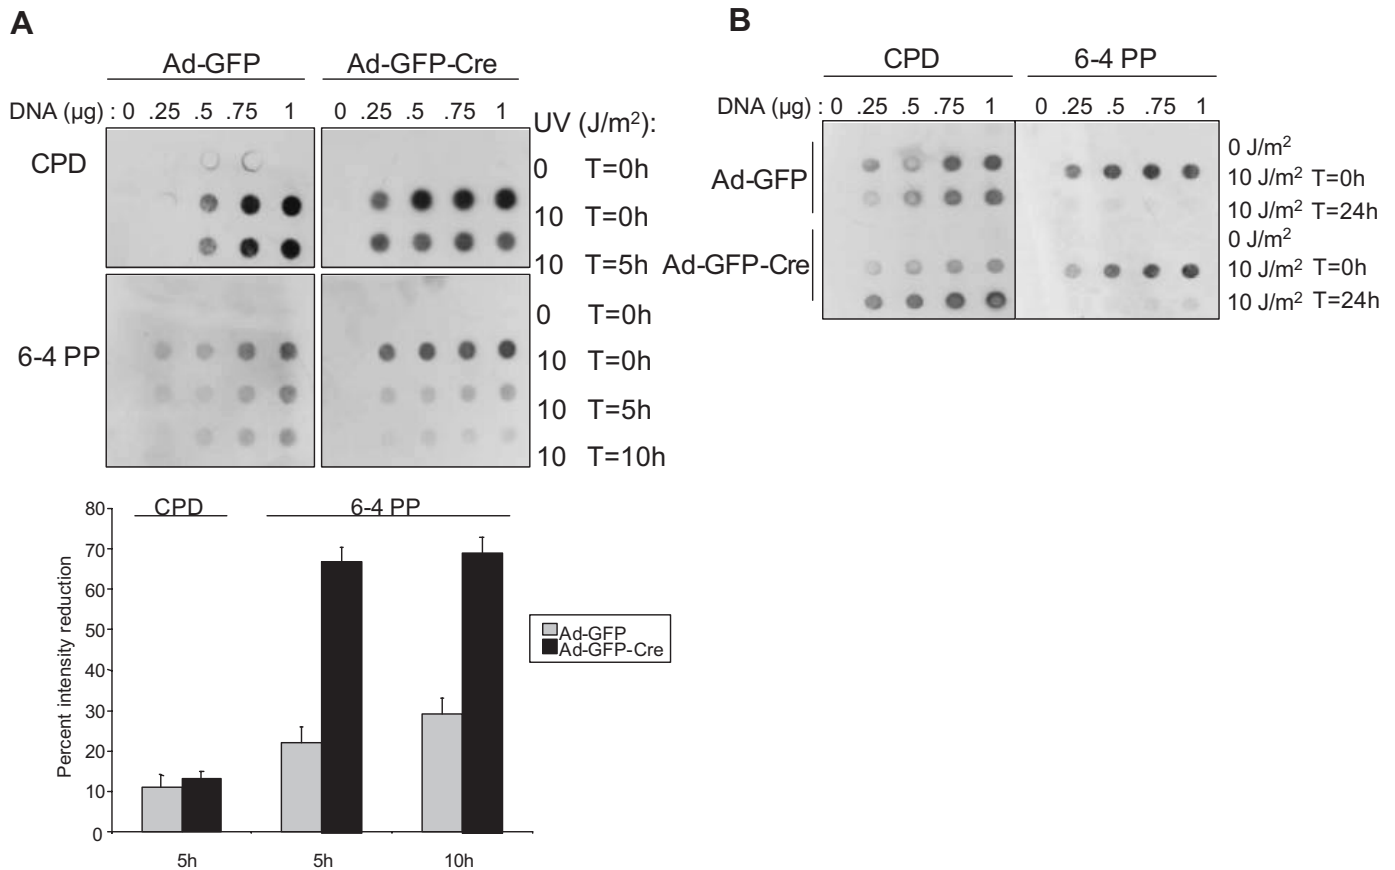 A
Ad-GFP Ad-GFP-Cre
DNA (µg) : 0 .25 .5 .75 1 0 .25 .5 .75 1
UV (J/m²):
CPD
0 T=0h
10 T=0h
10 T=5h
6-4 PP
0 T=0h
10 T=0h
10 T=5h
10 T=10h
CPD 6-4 PP
Percent intensity reduction
80
70
60
50
40
30
20
10
0
5h 5h 10h
Ad-GFP
Ad-GFP-Cre
B
CPD 6-4 PP
DNA (µg) : 0 .25 .5 .75 1 0 .25 .5 .75 1
Ad-GFP
0 J/m²
10 J/m² T=0h
10 J/m² T=24h
Ad-GFP-Cre
0 J/m²
10 J/m² T=0h
10 J/m² T=24h